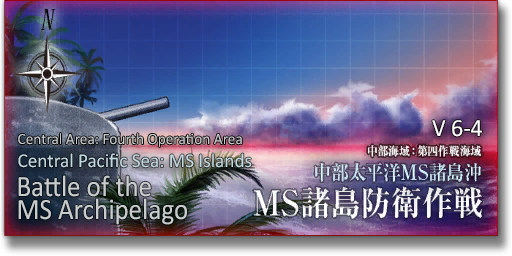 N
V 6-4
Central Area: Fourth Operation Area
中部海域：第四作戦海域
Central Pacific Sea: MS Islands
中部太平洋MS諸島沖
Battle of the
MS Archipelago
MS諸島防衛作戦